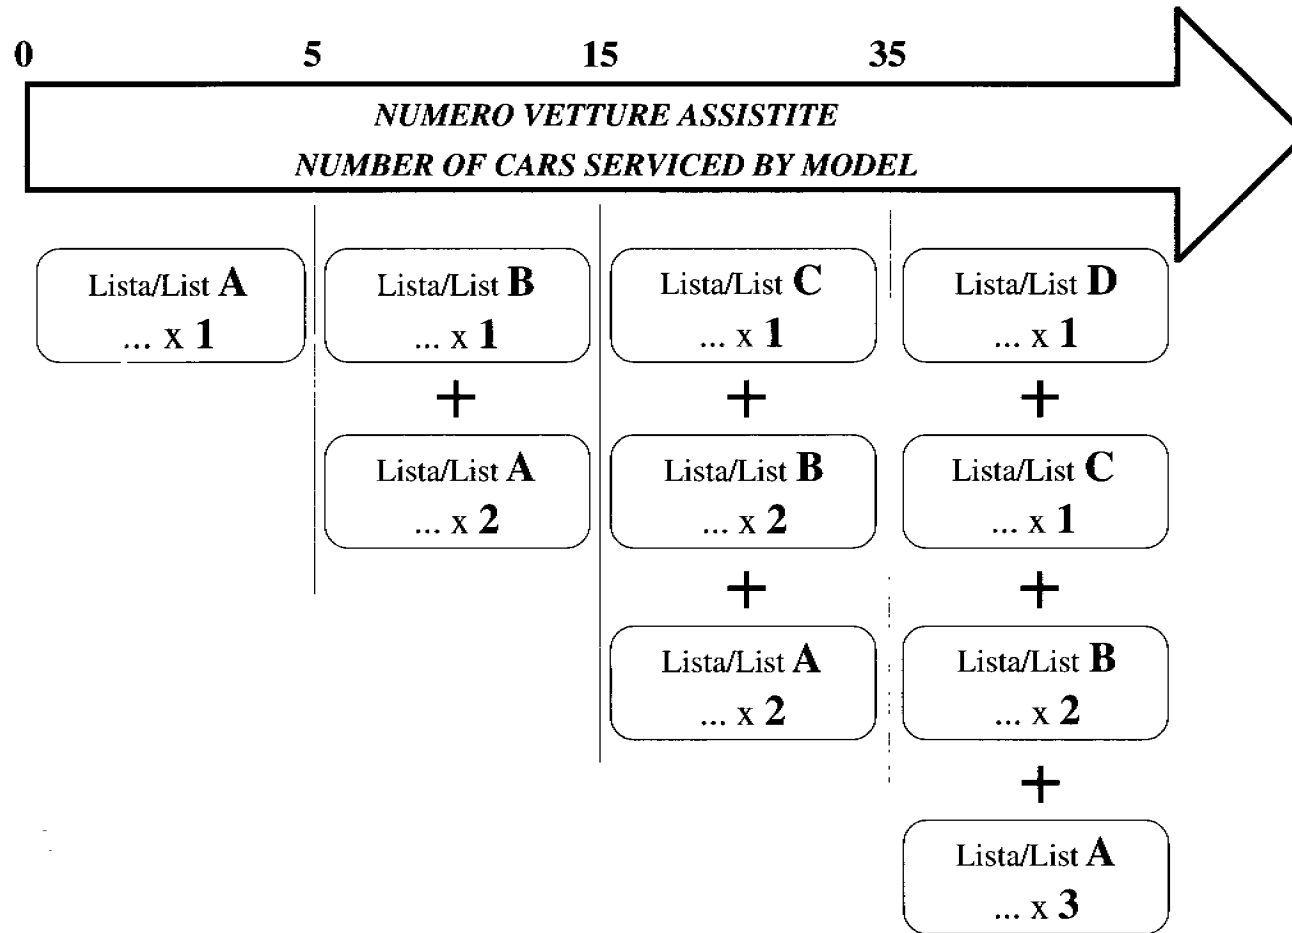 0 5 15 35
NUMERO VETTURE ASSISTITE
NUMBER OF CARS SERVICED BY MODEL
Lista/List A
... x 1
Lista/List B
... x 1
+
Lista/List A
... x 2
Lista/List C
... x 1
+
Lista/List B
... x 2
+
Lista/List A
... x 2
Lista/List D
... x 1
+
Lista/List C
... x 1
+
Lista/List B
... x 2
+
Lista/List A
... x 3